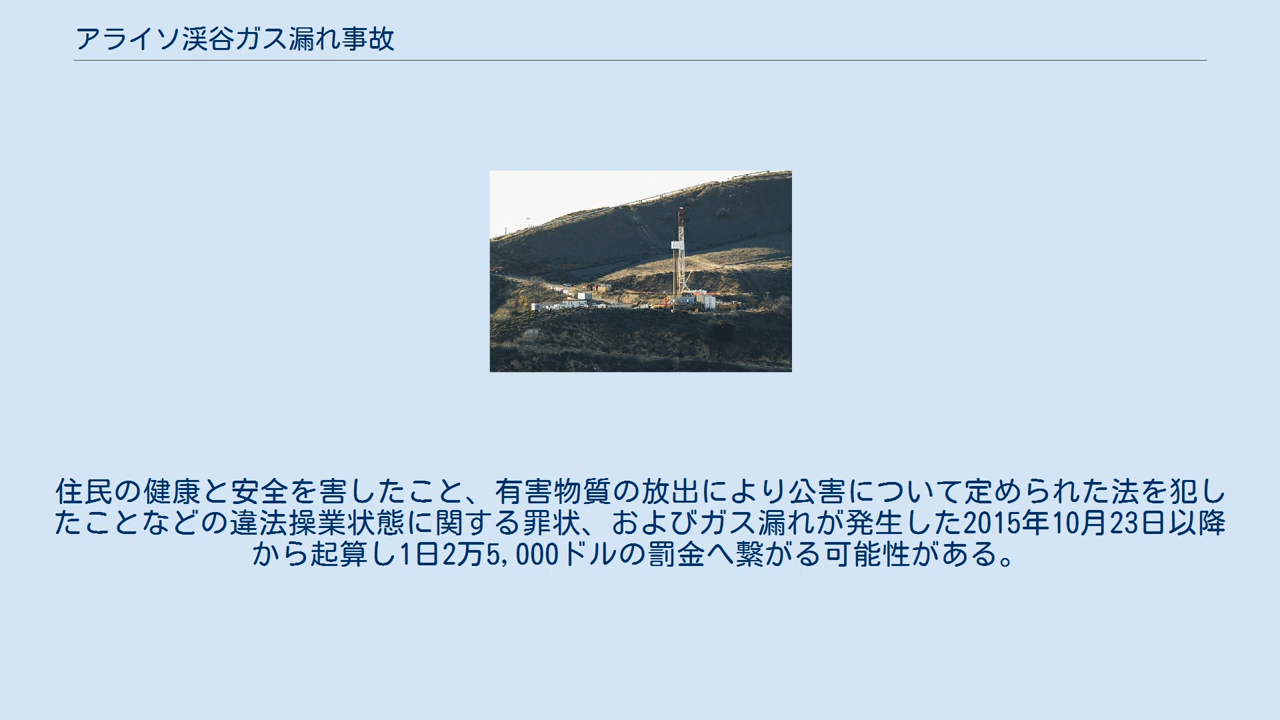 アライソ渓谷ガス漏れ事故
住民の健康と安全を害したこと、有害物質の放出により公害について定められた法を犯し
たことなどの違法操業状態に関する罪状、およびガス漏れが発生した2015年10月23日以降
から起算し1日2万5,000ドルの罰金へ繋がる可能性がある。